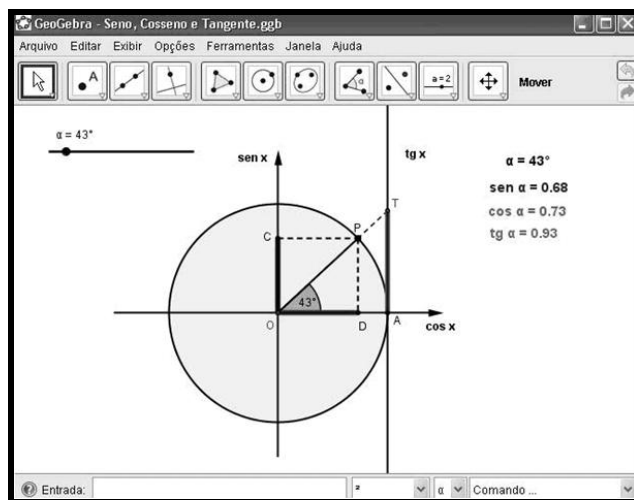 GeoGebra - Seno, Cosseno e Tangente.ggb
Arquivo Editar Exibir Opções Ferramentas Janela Ajuda
A α a=2 Mover
α = 43°
sen x
tg x
α = 43°
sen α = 0.68
cos α = 0.73
tg α = 0.93
T
C
P
43°
O
D
A
cos x
Entrada: ² α Comando ...